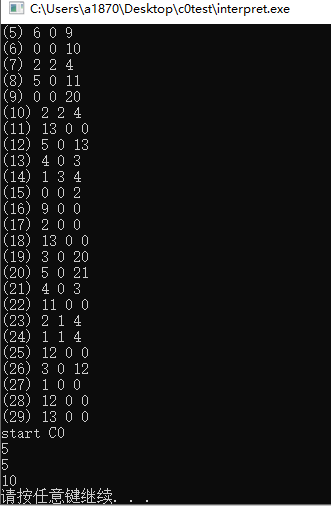 C:\Users\a1870\Desktop\c0test\interpret.exe
(5) 6 0 9
(6) 0 0 10
(7) 2 2 4
(8) 5 0 11
(9) 0 0 20
(10) 2 2 4
(11) 13 0 0
(12) 5 0 13
(13) 4 0 3
(14) 1 3 4
(15) 0 0 2
(16) 9 0 0
(17) 2 0 0
(18) 13 0 0
(19) 3 0 20
(20) 5 0 21
(21) 4 0 3
(22) 11 0 0
(23) 2 1 4
(24) 1 1 4
(25) 12 0 0
(26) 3 0 12
(27) 1 0 0
(28) 12 0 0
(29) 13 0 0
start C0
5
5
10
请按任意键继续. . .